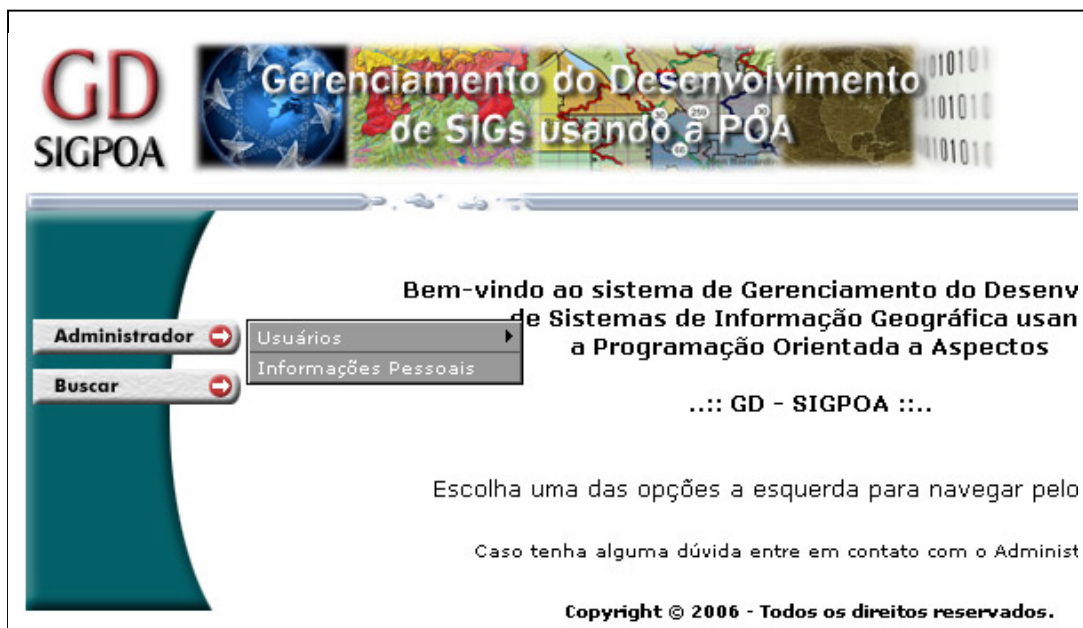 GD
SIGPOA
Gerenciamento do Desenvolvimento
de SIGs usando a POA
Bem-vindo ao sistema de Gerenciamento do Desenv
de Sistemas de Informação Geográfica usan
a Programação Orientada a Aspectos
..:: GD - SIGPOA ::..
Administrador
Usuários
Informações Pessoais
Buscar
Escolha uma das opções a esquerda para navegar pelo
Caso tenha alguma dúvida entre em contato com o Administ
Copyright © 2006 - Todos os direitos reservados.